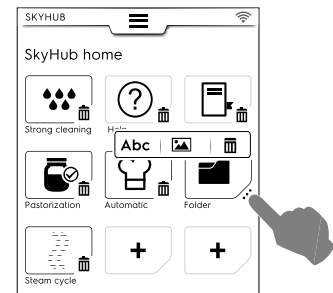 SKYHUB
SkyHub home
Strong cleaning
Help
Abc
Pastorization
Automatic
Folder
Steam cycle